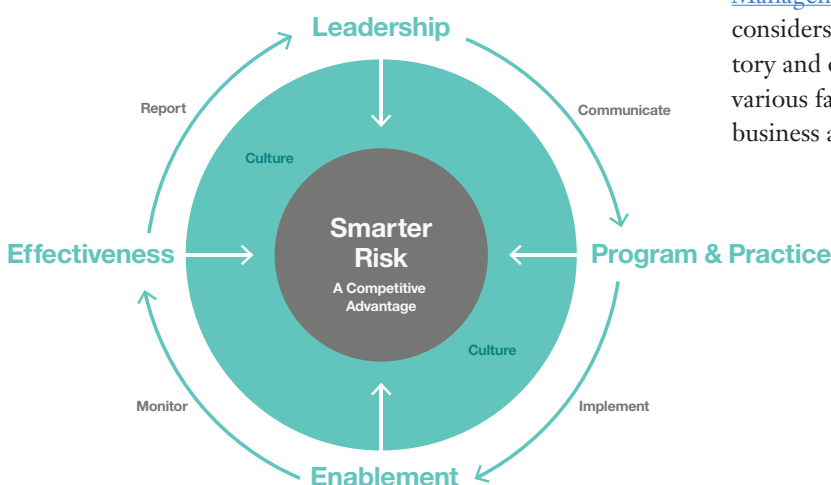 Managem
considers
tory and
various fa
business a
Leadership
Report
Communicate
Culture
Smarter
Risk
A Competitive
Advantage
Effectiveness
Program & Practice
Culture
Monitor
Implement
Enablement